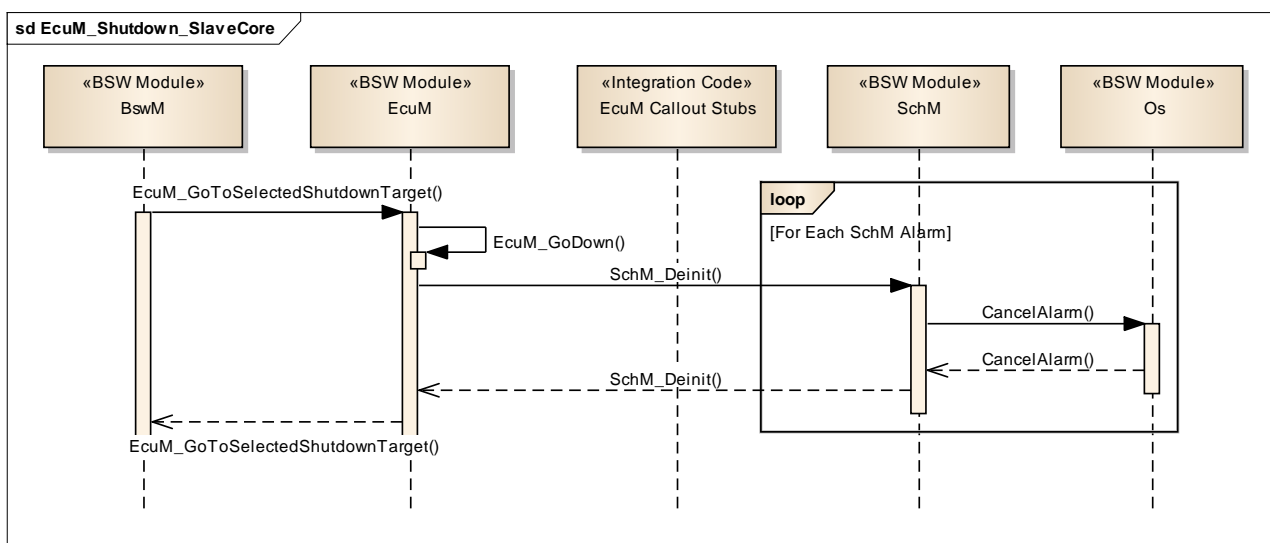 sd EcuM_Shutdown_SlaveCore
«BSW Module»
BswM
«BSW Module»
EcuM
«Integration Code»
EcuM Callout Stubs
«BSW Module»
SchM
«BSW Module»
Os
EcuM_GoToSelectedShutdownTarget()
loop
[For Each SchM Alarm]
EcuM_GoDown()
SchM_Deinit()
CancelAlarm()
CancelAlarm()
SchM_Deinit()
EcuM_GoToSelectedShutdownTarget()